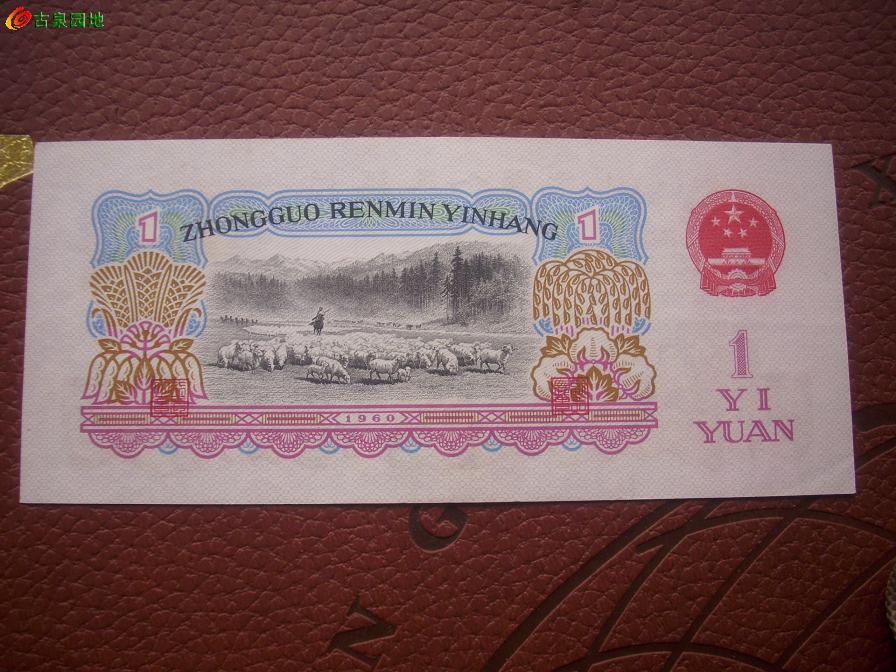 古泉园地
1 ZHONGGUO RENMIN YINHANG 1
1960
1
YI
YUAN
N G